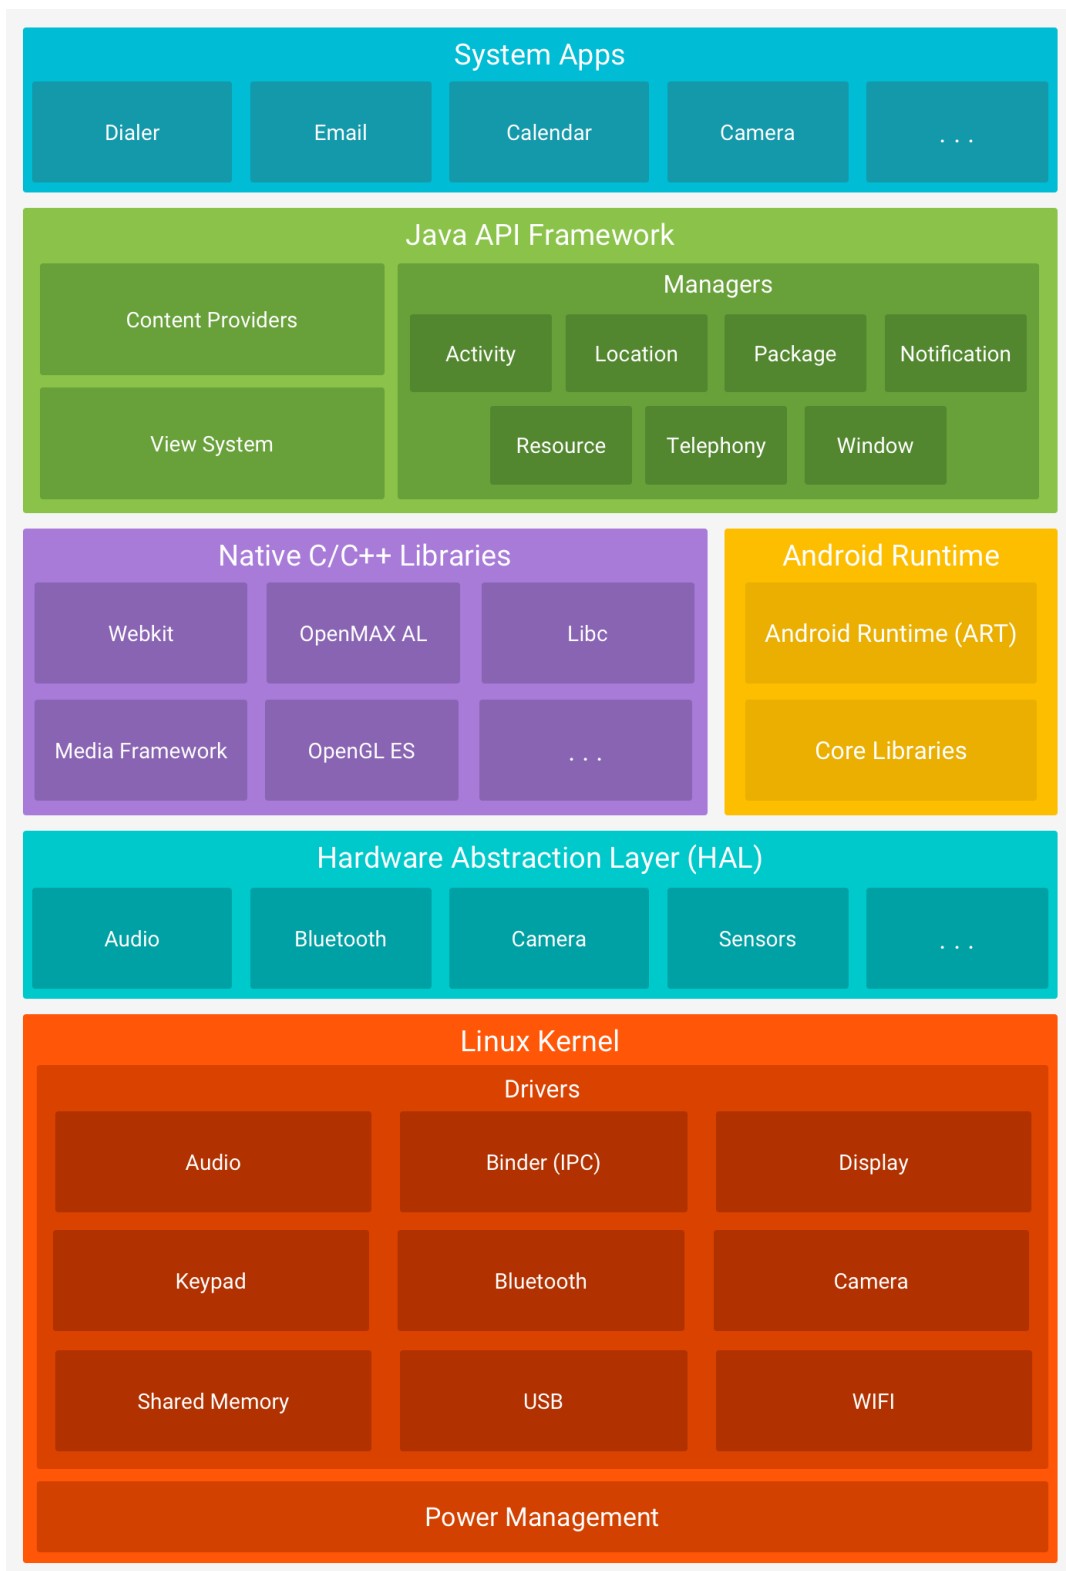 System Apps
Dialer
Email
Calendar
Camera
. . .
Java API Framework
Content Providers
View System
Managers
Activity
Location
Package
Notification
Resource
Telephony
Window
Native C/C++ Libraries
Webkit
OpenMAX AL
Libc
Media Framework
OpenGL ES
. . .
Android Runtime
Android Runtime (ART)
Core Libraries
Hardware Abstraction Layer (HAL)
Audio
Bluetooth
Camera
Sensors
. . .
Linux Kernel
Drivers
Audio
Binder (IPC)
Display
Keypad
Bluetooth
Camera
Shared Memory
USB
WIFI
Power Management